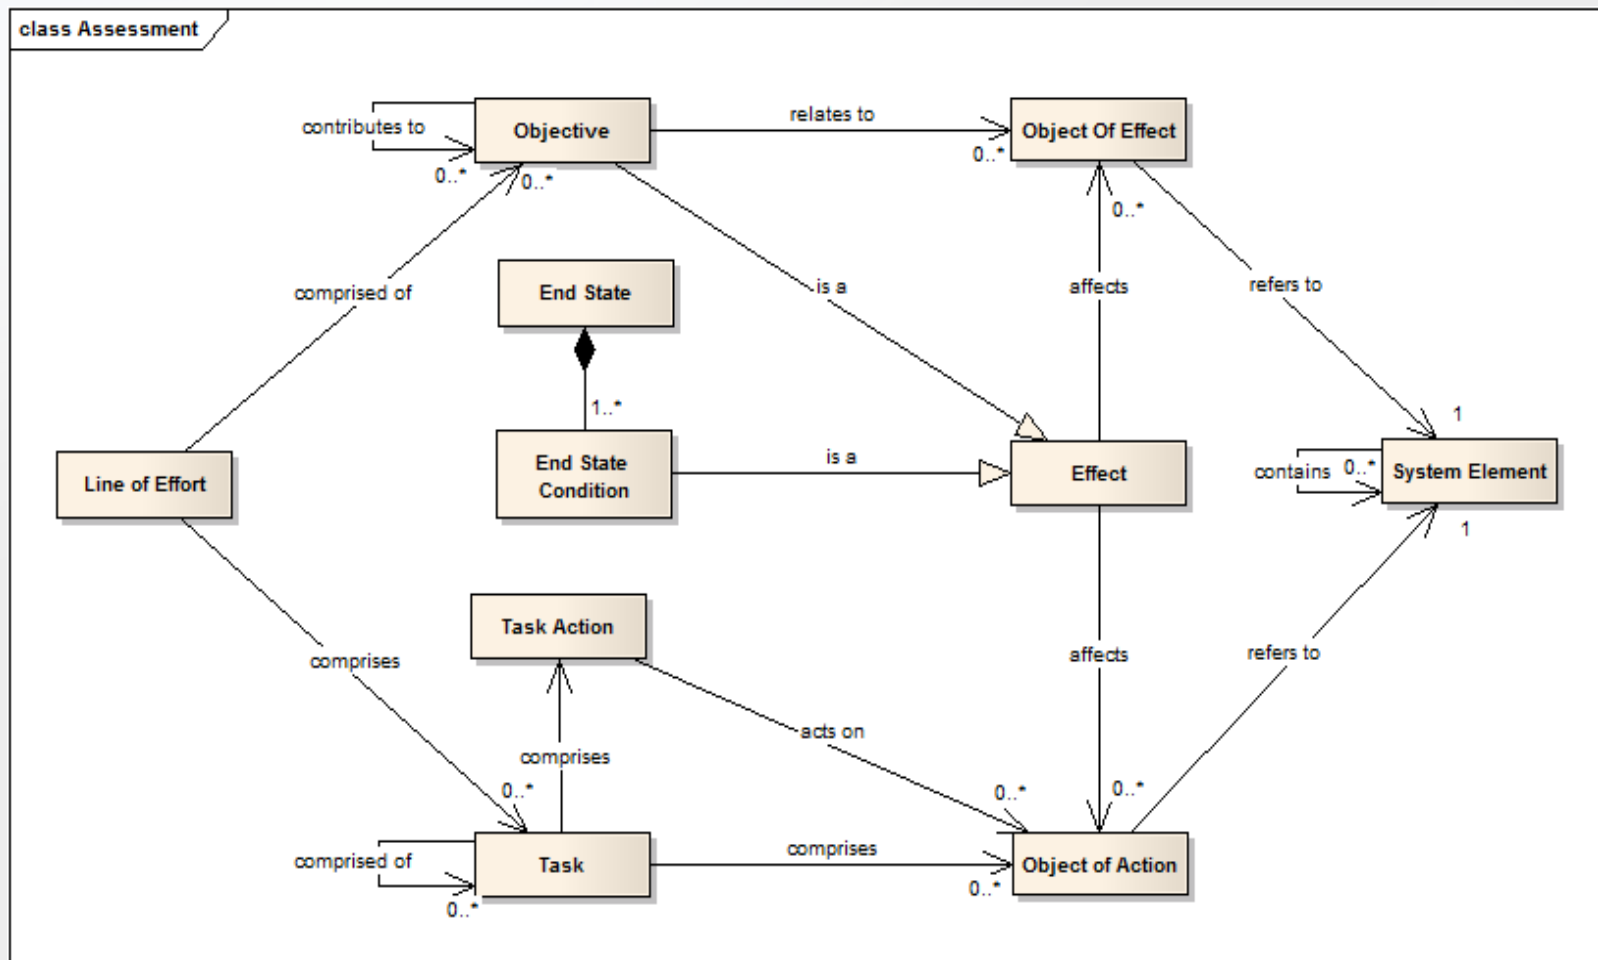 class Assessment
contributes to
Objective
relates to
Object Of Effect
0..*
0..*
0..*
0..*
comprised of
End State
is a
affects
refers to
1..*
1
End State
Condition
is a
Effect
contains
0..*
System Element
Line of Effort
1
Task Action
comprises
affects
refers to
acts on
comprises
0..*
0..*
0..*
comprised of
Task
comprises
Object of Action
0..*
0..*